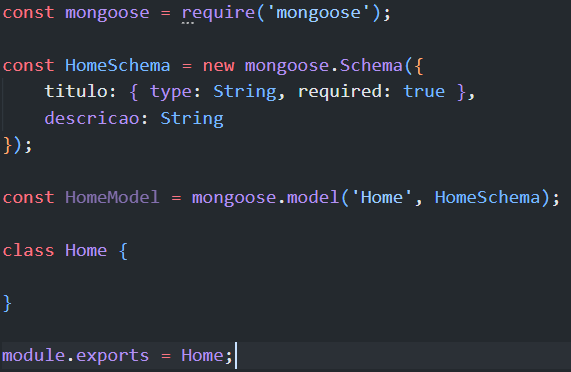 const mongoose = require('mongoose');
const HomeSchema = new mongoose.Schema({
    titulo: { type: String, required: true },
    descricao: String
});
const HomeModel = mongoose.model('Home', HomeSchema);
class Home {
}
module.exports = Home;